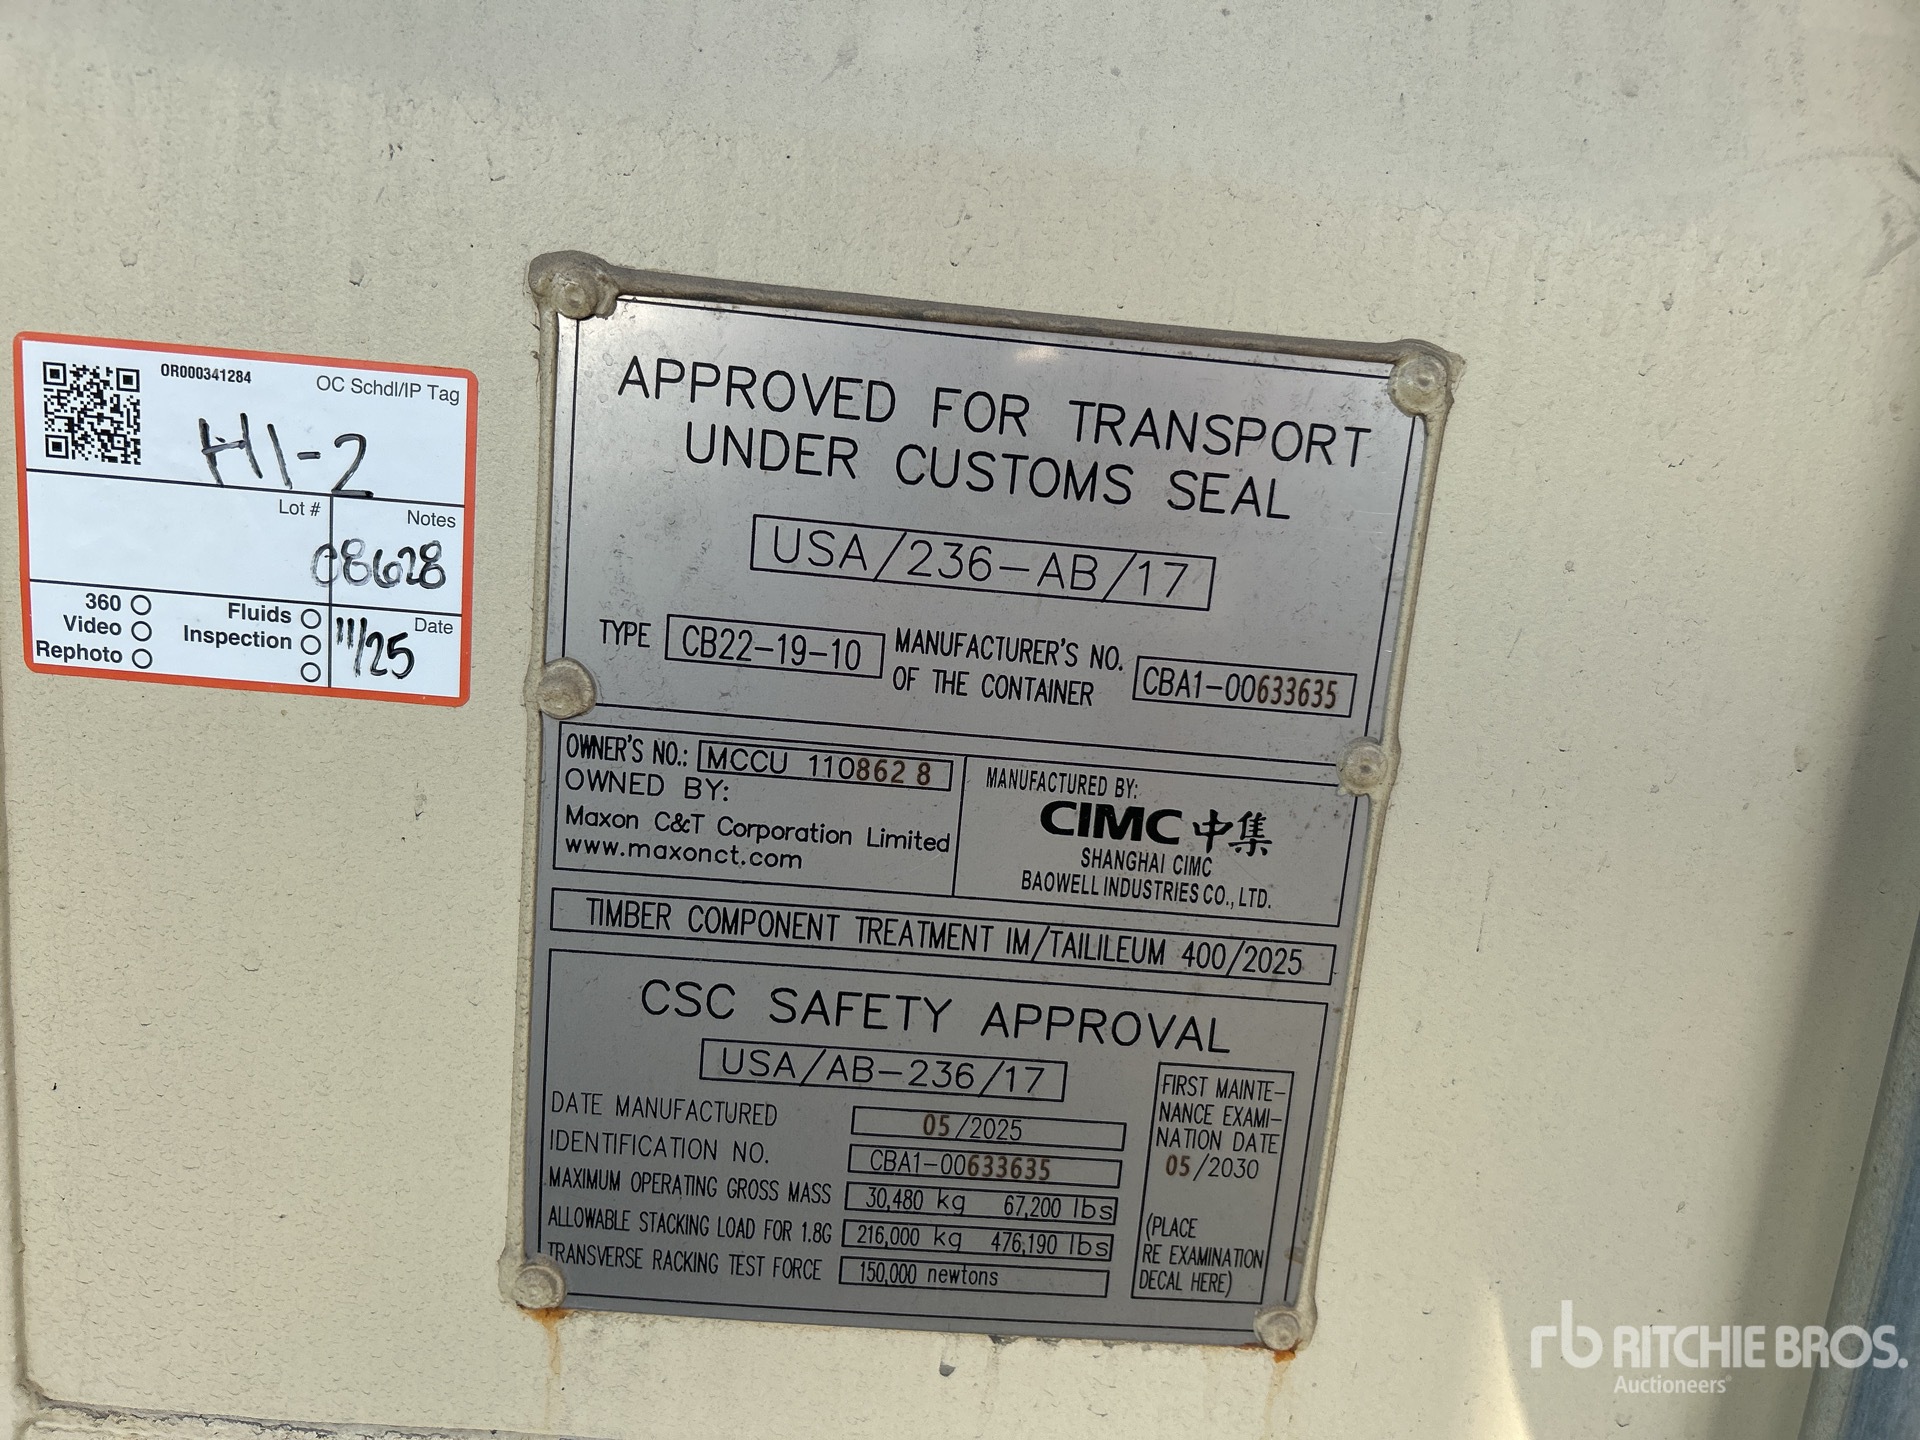 OR000341284
OC Schdl/IP Tag
H1-2
Lot #
Notes
08628
360
Video
Rephoto
Fluids
Inspection
Date
11/25
APPROVED FOR TRANSPORT
UNDER CUSTOMS SEAL
USA/236-AB/17
TYPE CB22-19-10 MANUFACTURER'S NO.
OF THE CONTAINER CBA1-00633635
OWNER'S NO.: MCCU 110862 8
OWNED BY:
Maxon C&T Corporation Limited
www.maxonct.com
MANUFACTURED BY:
CIMC 中集
SHANGHAI CIMC
BAOWELL INDUSTRIES CO., LTD.
TIMBER COMPONENT TREATMENT IM/TAILILEUM 400/2025
CSC SAFETY APPROVAL
USA/AB-236/17
DATE MANUFACTURED 05/2025
IDENTIFICATION NO. CBA1-00633635
MAXIMUM OPERATING GROSS MASS 30,480 kg 67,200 lbs
ALLOWABLE STACKING LOAD FOR 1.8G 216,000 kg 476,190 lbs
TRANSVERSE RACKING TEST FORCE 150,000 newtons
FIRST MAINTE-
NANCE EXAMI-
NATION DATE
05/2030
(PLACE
RE EXAMINATION
DECAL HERE)
rb RITCHIE BROS.
Auctioneers